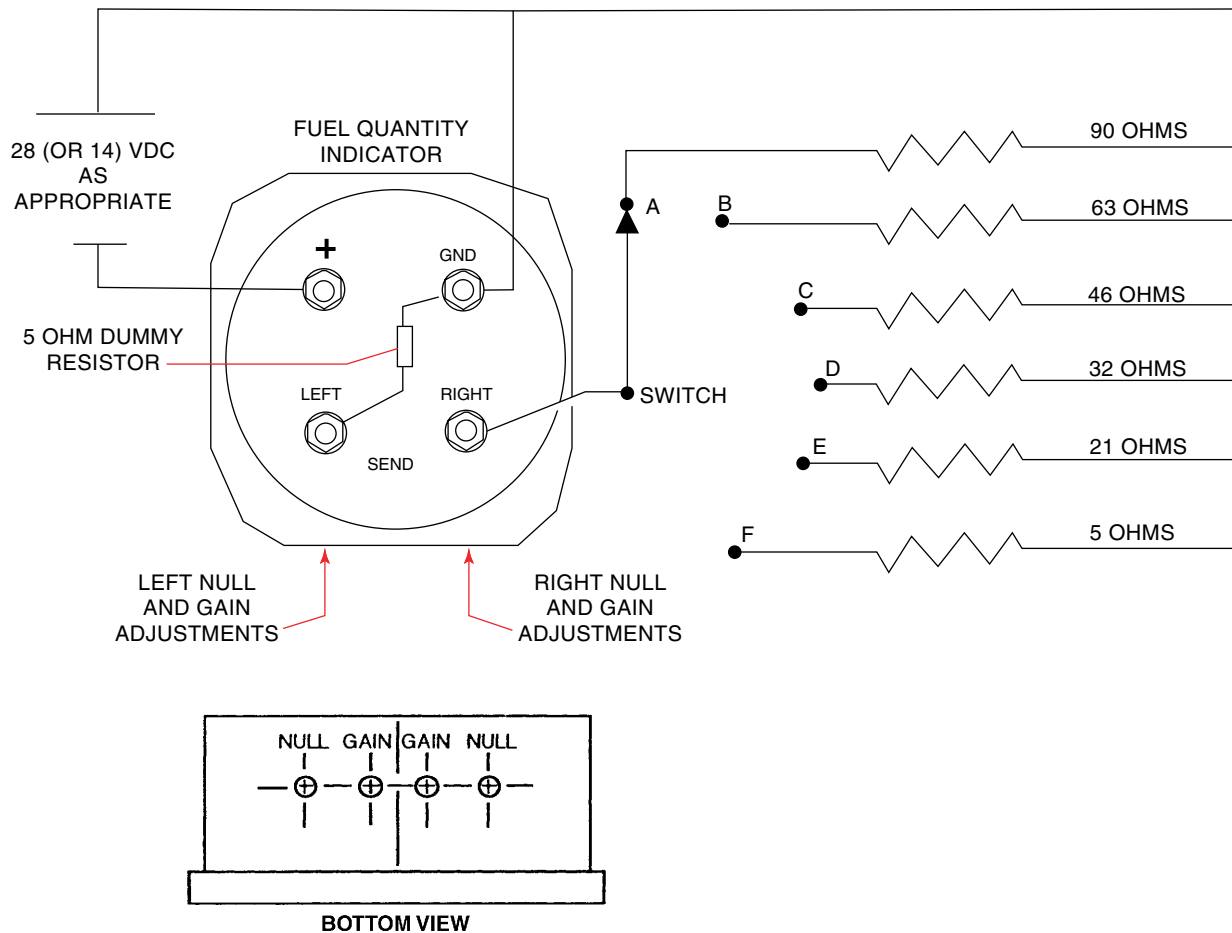 28 (OR 14) VDC
AS
APPROPRIATE
FUEL QUANTITY
INDICATOR
+
GND
5 OHM DUMMY
RESISTOR
LEFT
RIGHT
SEND
SWITCH
A
90 OHMS
B
63 OHMS
C
46 OHMS
D
32 OHMS
E
21 OHMS
F
5 OHMS
LEFT NULL
AND GAIN
ADJUSTMENTS
RIGHT NULL
AND GAIN
ADJUSTMENTS
NULL GAIN GAIN NULL
BOTTOM VIEW